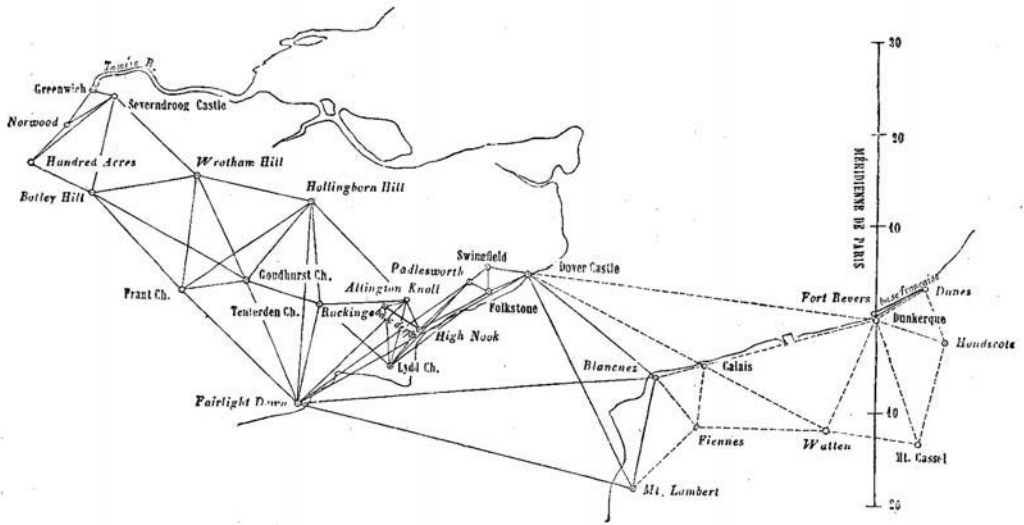 30
Tamise R.
Greenwich
Severndroog Castle
Norwood
20
Hundred Acres
Wrotham Hill
Botley Hill
Hollingborn Hill
MÉRIDIENNE DE PARIS
10
Swingfield
Padlesworth
Dover Castle
Goudhurst Ch.
Frant Ch.
Allington Knoll
Folkstone
Fort Revers
base française
Dunes
Tenterden Ch.
Ruckinge
Dunkerque
High Nook
Hondscote
Lydd Ch.
Blancnez
Calais
Fairlight Down
10
Fiennes
Watten
Mt. Cassel
Mt. Lambert
20